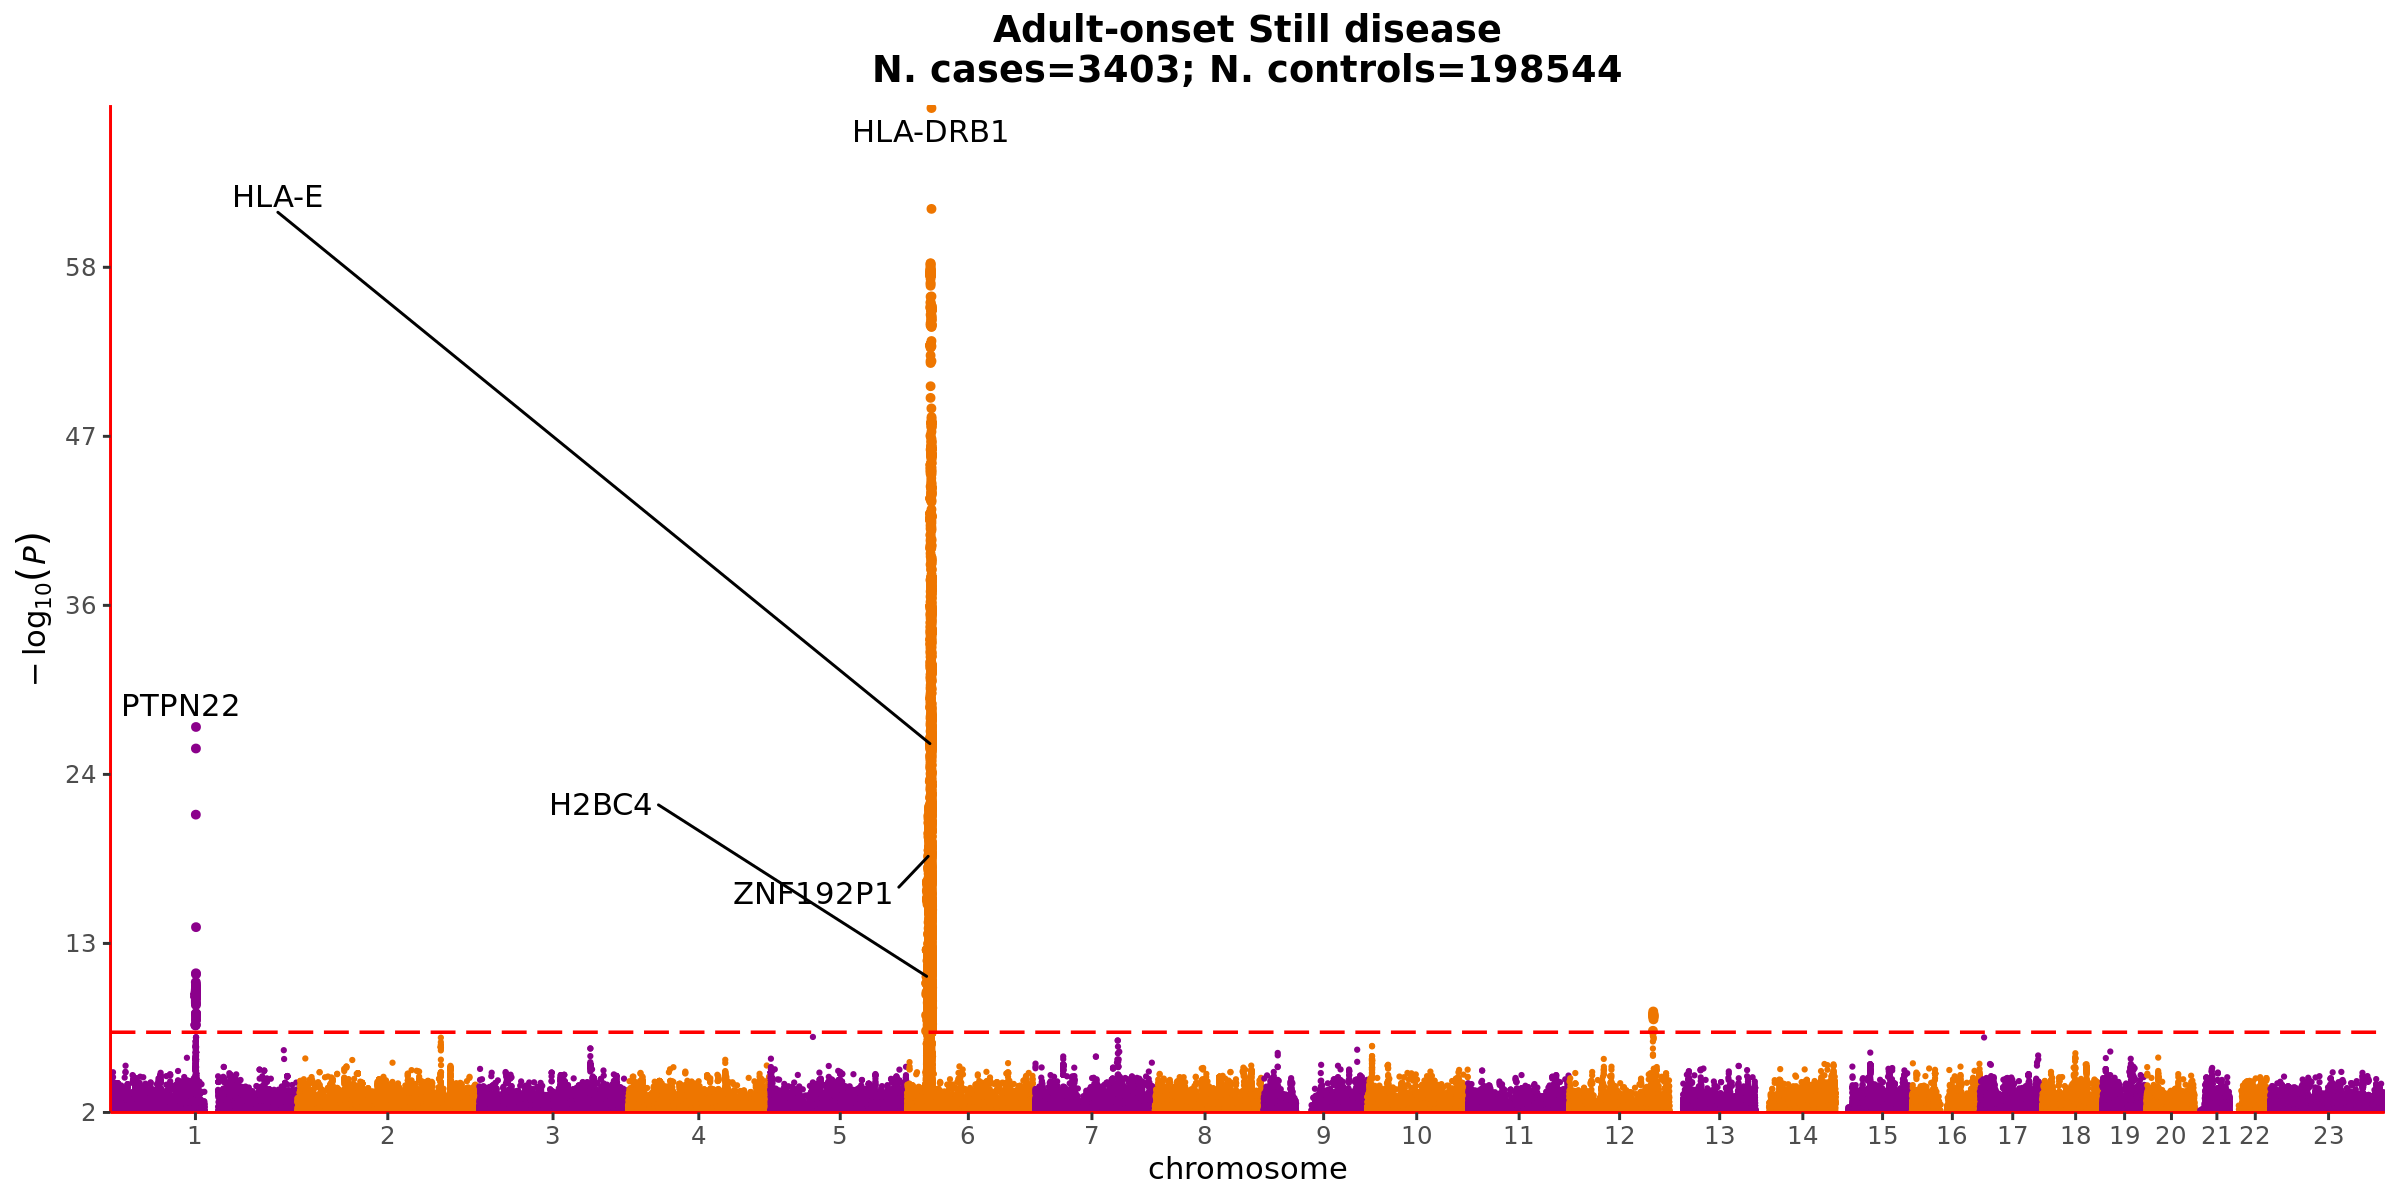 Adult-onset Still disease
N. cases=3403; N. controls=198544
HLA-DRB1
HLA-E
58
47
−log₁₀(P)
36
PTPN22
24
H2BC4
ZNF192P1
13
2
1 2 3 4 5 6 7 8 9 10 11 12 13 14 15 16 17 18 19 20 21 22 23
chromosome